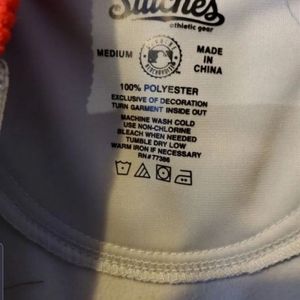 Stitches
athletic gear
MEDIUM
MADE IN
CHINA
100% POLYESTER
EXCLUSIVE OF DECORATION
TURN GARMENT INSIDE OUT
MACHINE WASH COLD
USE NON-CHLORINE
BLEACH WHEN NEEDED
TUMBLE DRY LOW
WARM IRON IF NECESSARY
RN#77386